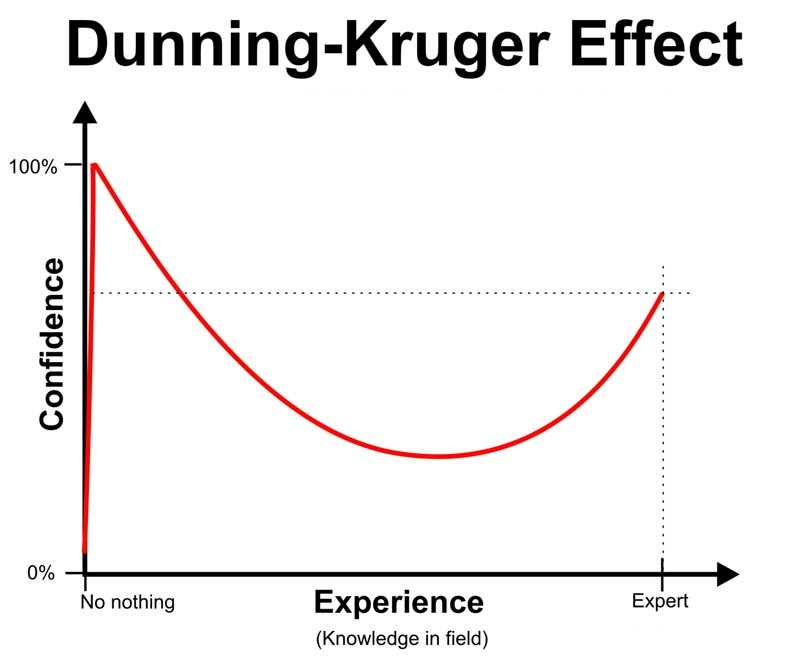 Dunning-Kruger Effect
100%
Confidence
0%
No nothing
Experience
Expert
(Knowledge in field)